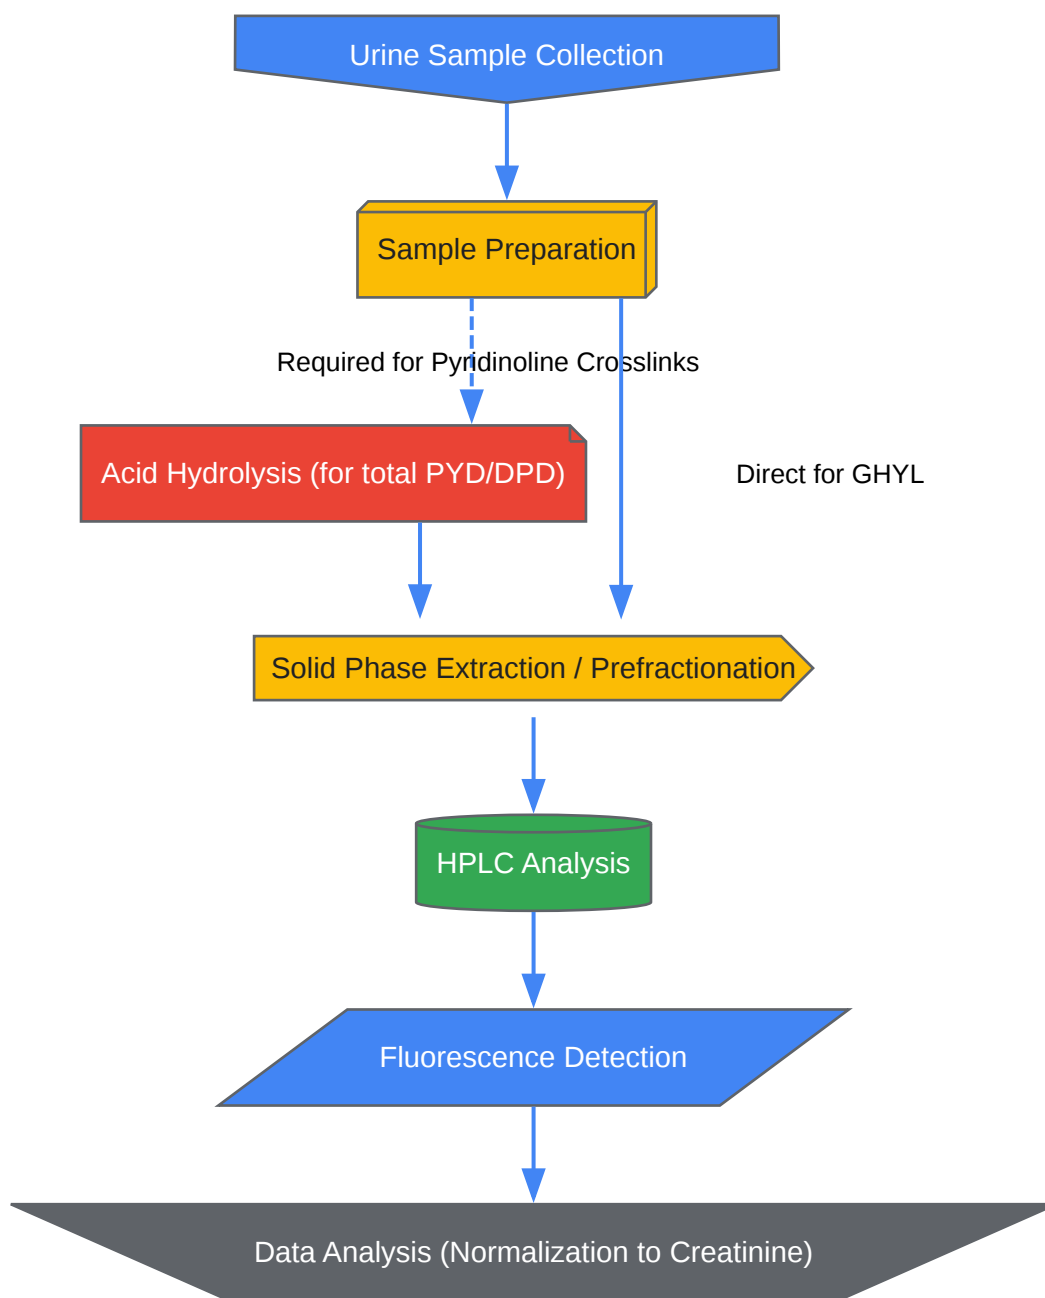 Urine Sample Collection
Sample Preparation
Required for Pyridinoline Crosslinks
Acid Hydrolysis (for total PYD/DPD)
Direct for GHYL
Solid Phase Extraction / Prefractionation
HPLC Analysis
Fluorescence Detection
Data Analysis (Normalization to Creatinine)